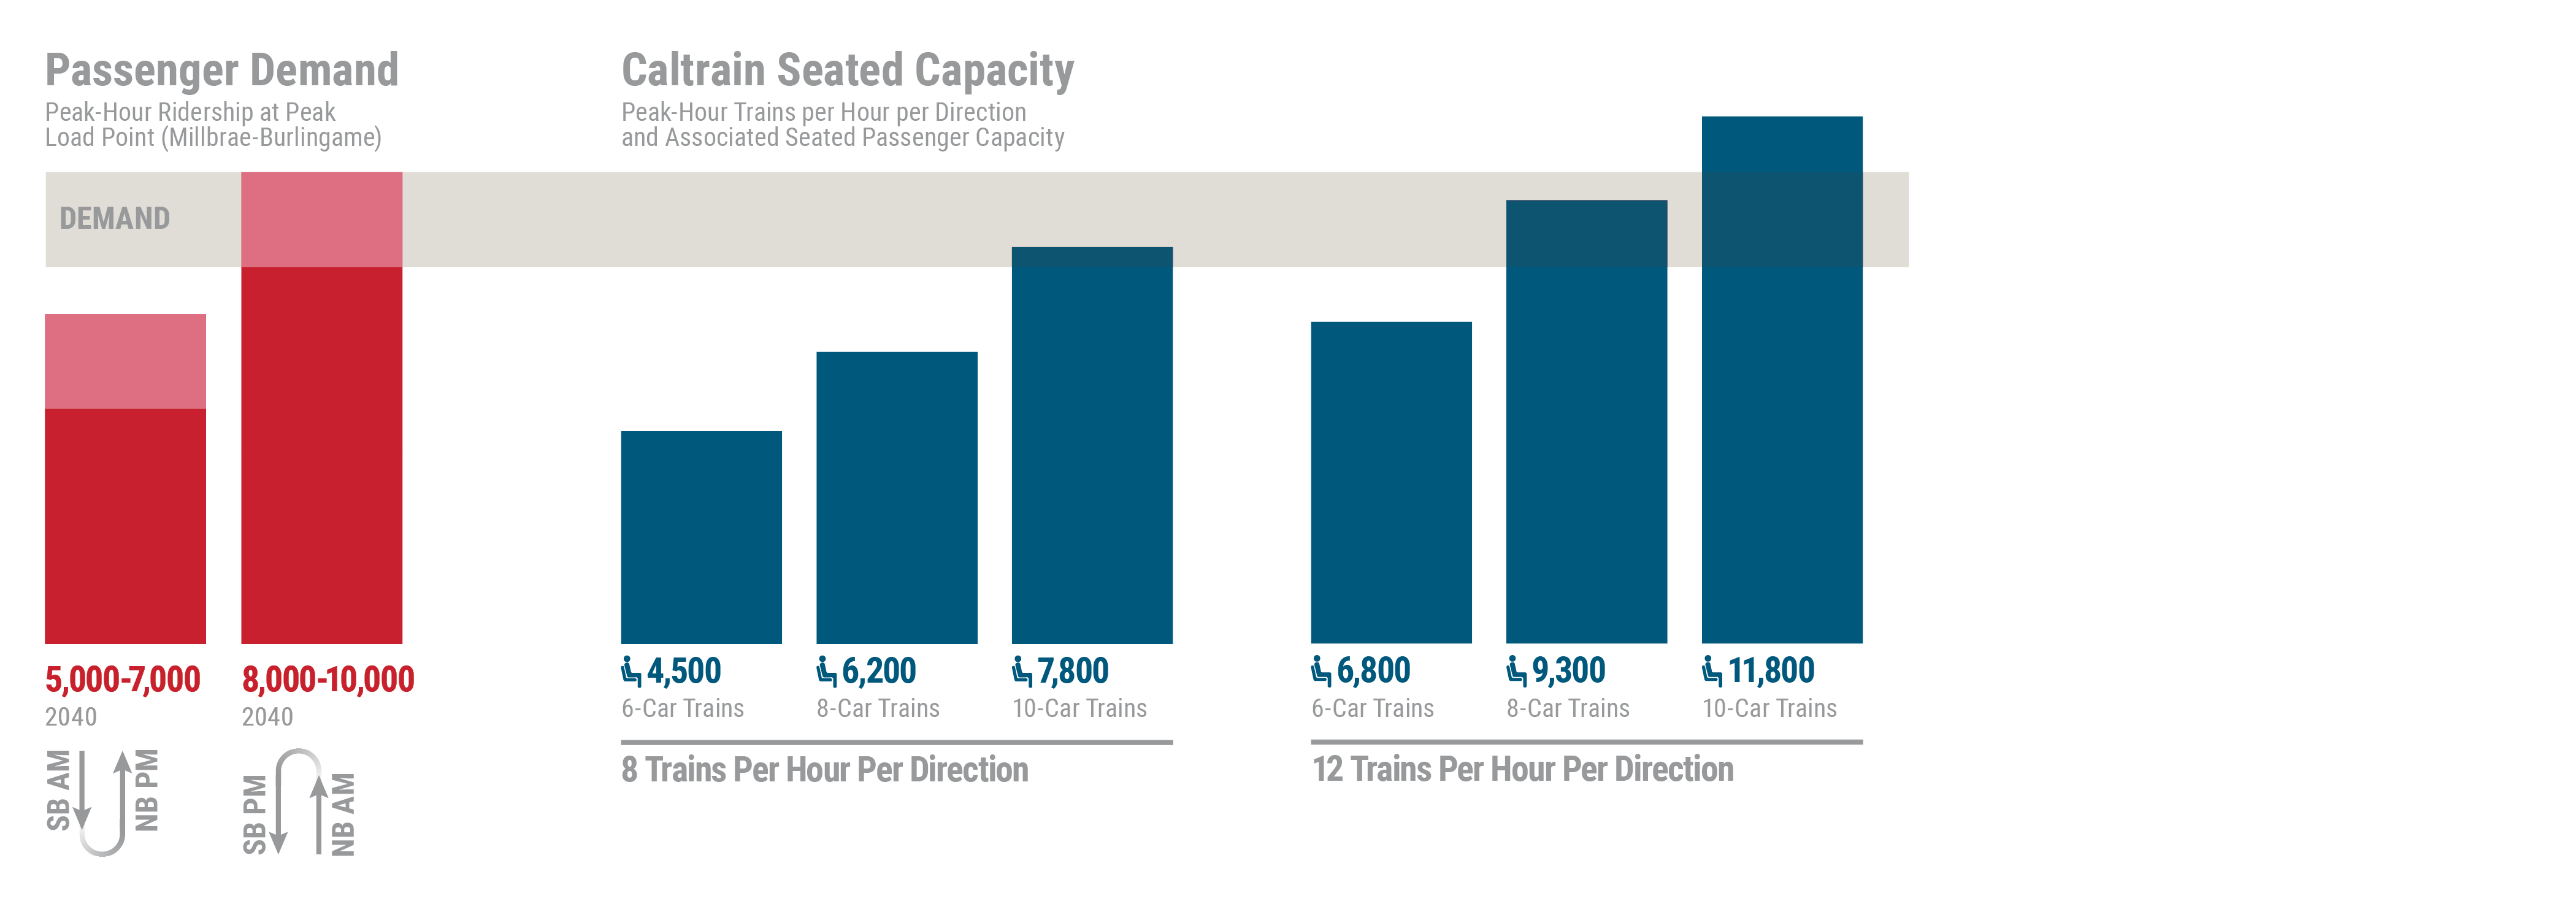 Passenger Demand
Peak-Hour Ridership at Peak
Load Point (Millbrae-Burlingame)
DEMAND
5,000-7,000
2040
SB AM
NB PM
8,000-10,000
2040
SB PM
NB AM
Caltrain Seated Capacity
Peak-Hour Trains per Hour per Direction
and Associated Seated Passenger Capacity
4,500
6-Car Trains
6,200
8-Car Trains
7,800
10-Car Trains
8 Trains Per Hour Per Direction
6,800
6-Car Trains
9,300
8-Car Trains
11,800
10-Car Trains
12 Trains Per Hour Per Direction